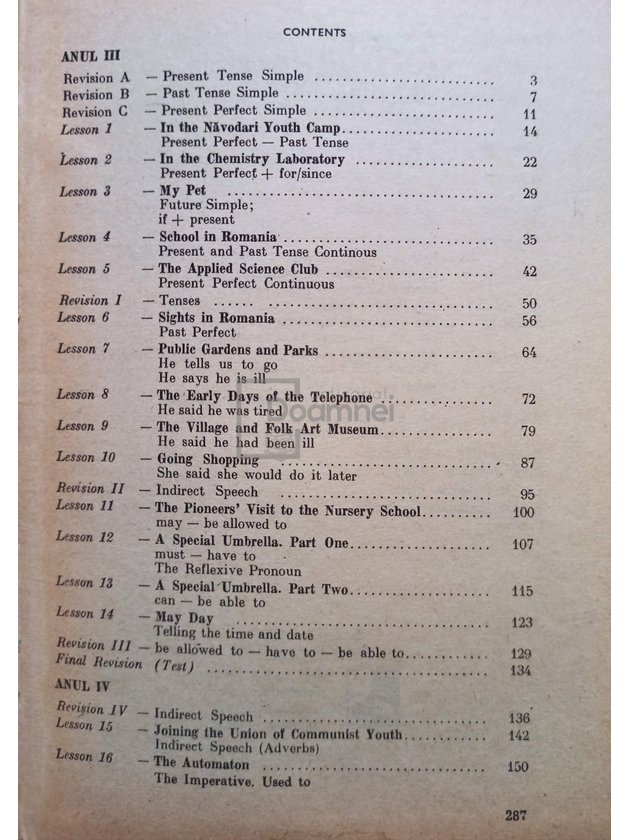 CONTENTS
ANUL III
Revision A — Present Tense Simple .......................... 3
Revision B — Past Tense Simple .............................. 7
Revision C — Present Perfect Simple .......................... 11
Lesson 1 — In the Năvodari Youth Camp...................... 14
Present Perfect — Past Tense
Lesson 2 — In the Chemistry Laboratory .................... 22
Present Perfect + for/since
Lesson 3 — My Pet ...................................... 29
Future Simple;
if + present
Lesson 4 — School in Romania .............................. 35
Present and Past Tense Continous
Lesson 5 — The Applied Science Club ........................ 42
Present Perfect Continuous
Revision I — Tenses ...... ............................ 50
Lesson 6 — Sights in Romania .............................. 56
Past Perfect
Lesson 7 — Public Gardens and Parks ........................ 64
He tells us to go
He says he is ill
Lesson 8 — The Early Days of the Telephone ................ 72
He said he was tired
Lesson 9 — The Village and Folk Art Museum................ 79
He said he had been ill
Lesson 10 — Going Shopping .............................. 87
She said she would do it later
Revision II — Indirect Speech .............................. 95
Lesson 11 — The Pioneers' Visit to the Nursery School.......... 100
may — be allowed to
Lesson 12 — A Special Umbrella. Part One.................... 107
must — have to
The Reflexive Pronoun
Lesson 13 — A Special Umbrella. Part Two.................... 115
can — be able to
Lesson 14 — May Day .................................... 123
Telling the time and date
Revision III — be allowed to — have to — be able to............ 129
Final Revision (Test) ........................................ 134
ANUL IV
Revision IV — Indirect Speech .............................. 136
Lesson 15 — Joining the Union of Communist Youth............ 142
Indirect Speech (Adverbs)
Lesson 16 — The Automaton ................................ 150
The Imperative. Used to
287
Doamnei